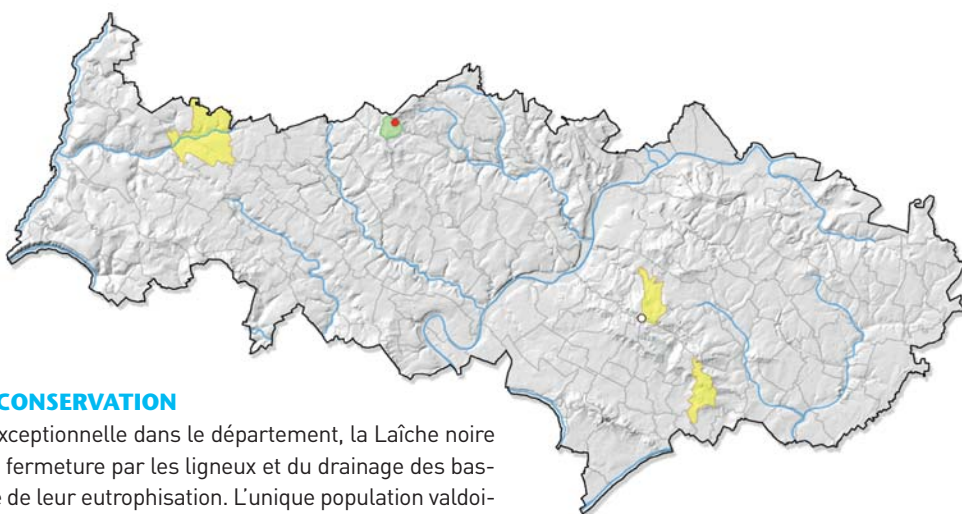 CONSERVATION
exceptionnelle dans le département, la Laîche noire
fermeture par les ligneux et du drainage des bas-
de leur eutrophisation. L’unique population valdoi-